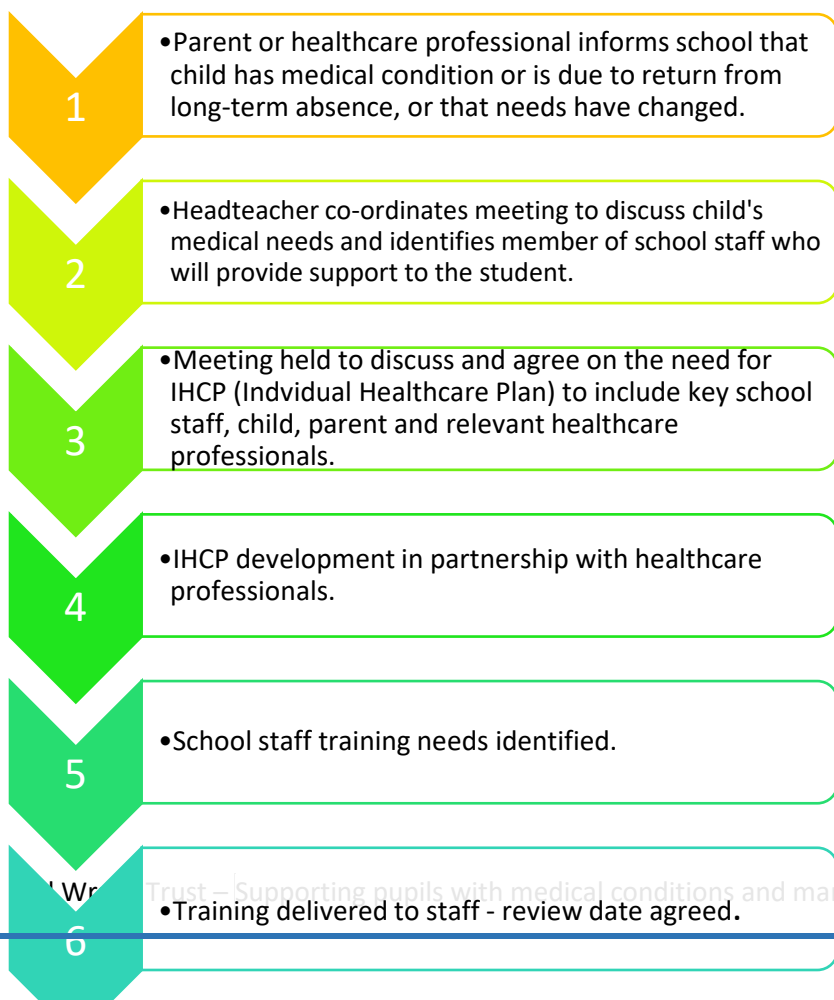 1
•Parent or healthcare professional informs school that
child has medical condition or is due to return from
long-term absence, or that needs have changed.
2
•Headteacher co-ordinates meeting to discuss child's
medical needs and identifies member of school staff who
will provide support to the student.
3
•Meeting held to discuss and agree on the need for
IHCP (Indvidual Healthcare Plan) to include key school
staff, child, parent and relevant healthcare
professionals.
4
•IHCP development in partnership with healthcare
professionals.
5
•School staff training needs identified.
Trust – Supporting pupils with medical conditions and
6
•Training delivered to staff - review date agreed.